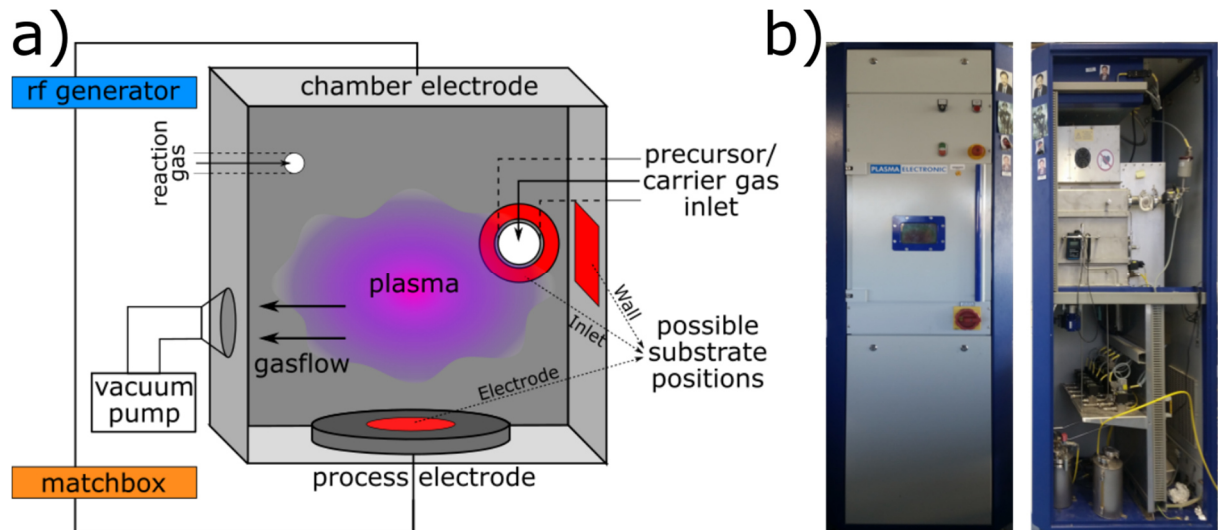 a)
rf generator
chamber electrode
reaction
gas
precursor/
carrier gas
inlet
plasma
gasflow
Wall
Inlet
Electrode
possible
substrate
positions
vacuum
pump
matchbox
process electrode
b)
PLASMA ELECTRONIC